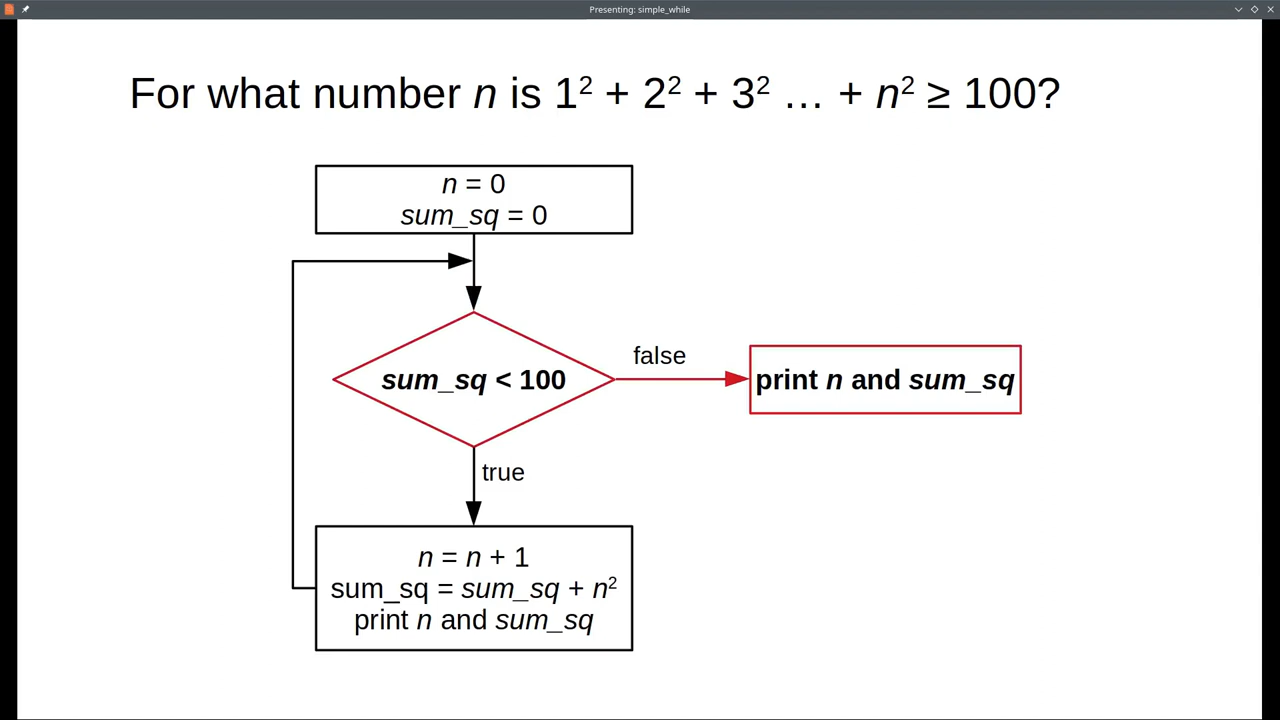 Presenting: simple_while
For what number n is 1² + 2² + 3² … + n² ≥ 100?
n = 0
sum_sq = 0
sum_sq < 100
false
print n and sum_sq
true
n = n + 1
sum_sq = sum_sq + n²
print n and sum_sq